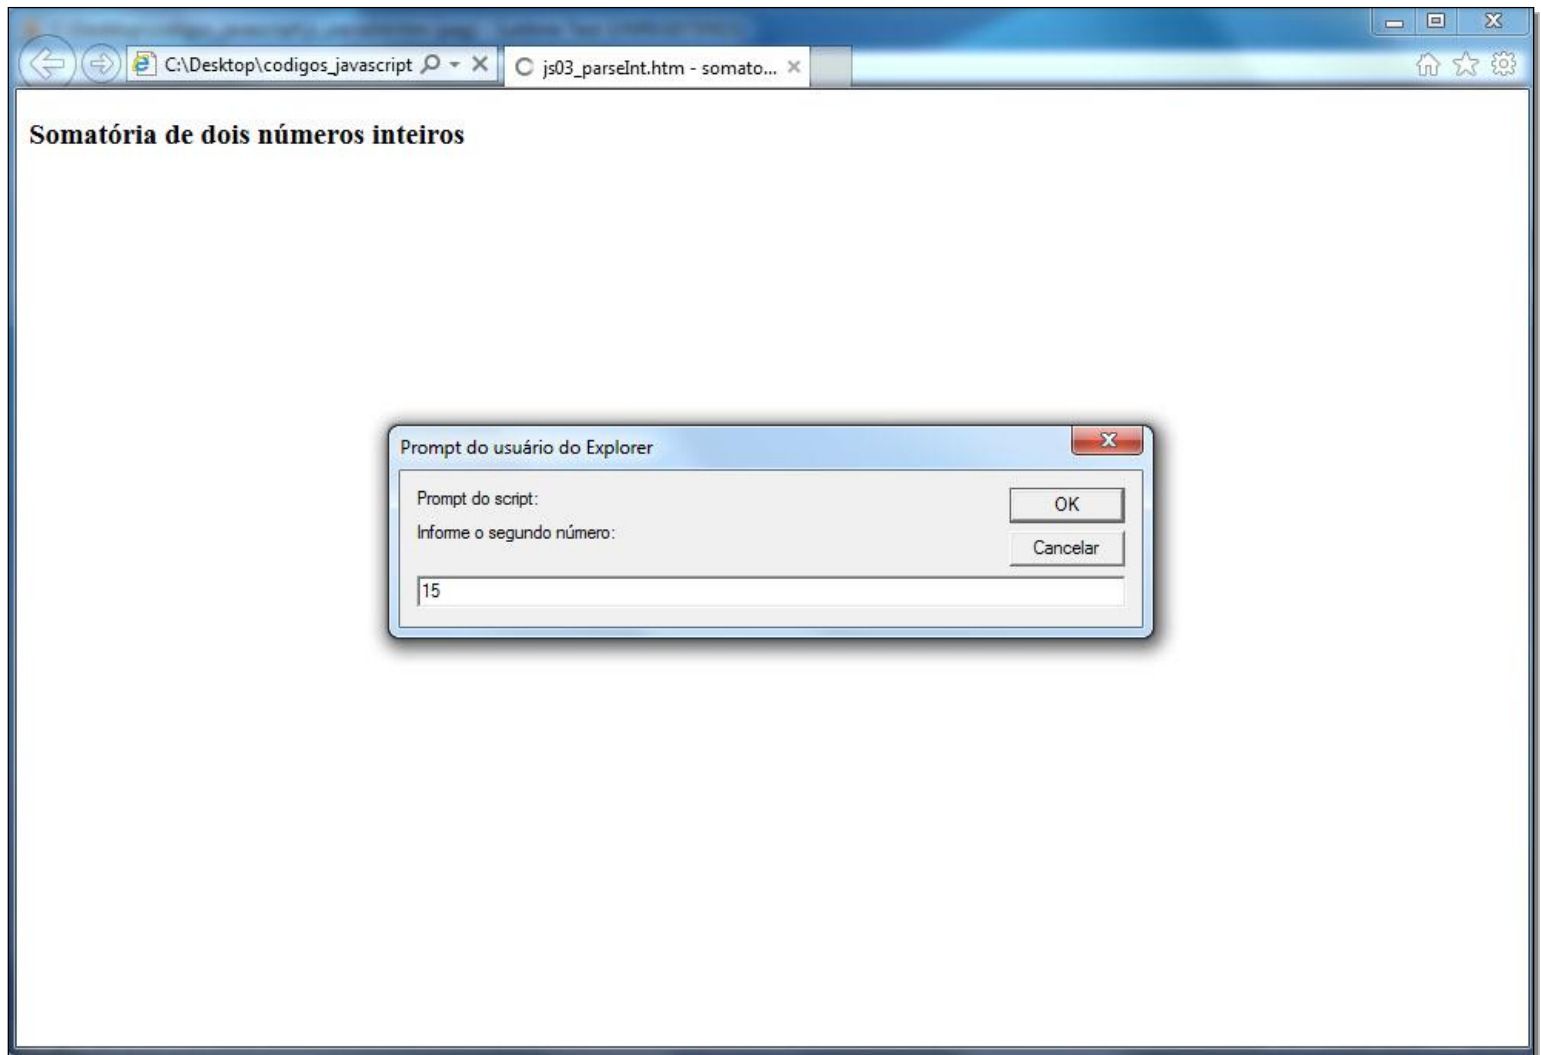 C:\Desktop\codigos_javascript
js03_parseInt.htm - somato...
Somatória de dois números inteiros
Prompt do usuário do Explorer
Prompt do script:
OK
Informe o segundo número:
Cancelar
15